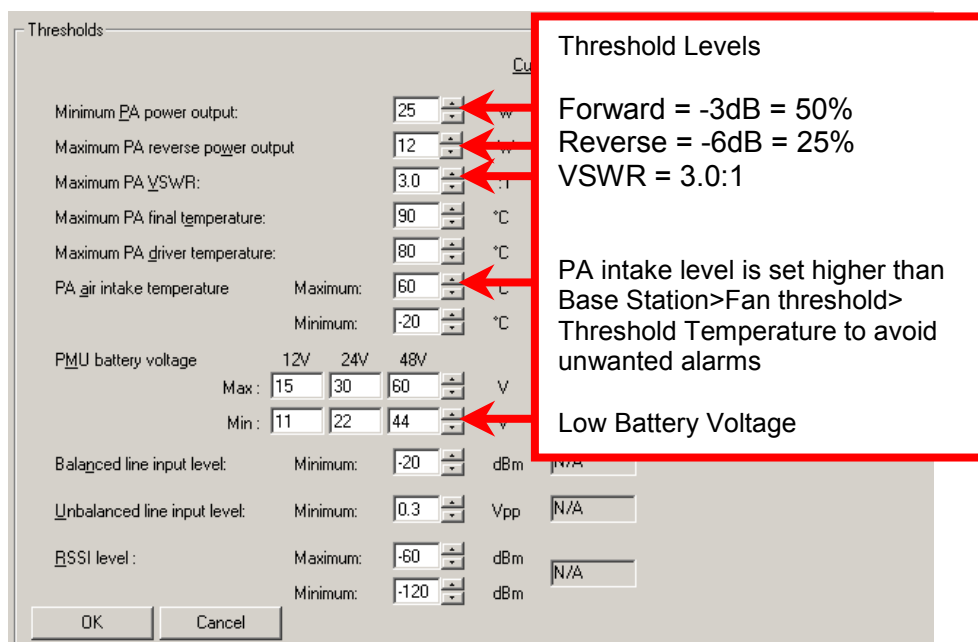 Thresholds
Cu
Minimum PA power output: 25 W
Maximum PA reverse power output 12 W
Maximum PA VSWR: 3.0 :1
Maximum PA final temperature: 90 °C
Maximum PA driver temperature: 80 °C
PA air intake temperature Maximum: 60 °C
Minimum: -20 °C
PMU battery voltage 12V 24V 48V
Max : 15 30 60 V
Min : 11 22 44 V
Balanced line input level: Minimum: -20 dBm N/A
Unbalanced line input level: Minimum: 0.3 Vpp N/A
RSSI level : Maximum: -60 dBm N/A
Minimum: -120 dBm
OK Cancel
Threshold Levels
Forward = -3dB = 50%
Reverse = -6dB = 25%
VSWR = 3.0:1
PA intake level is set higher than
Base Station>Fan threshold>
Threshold Temperature to avoid
unwanted alarms
Low Battery Voltage